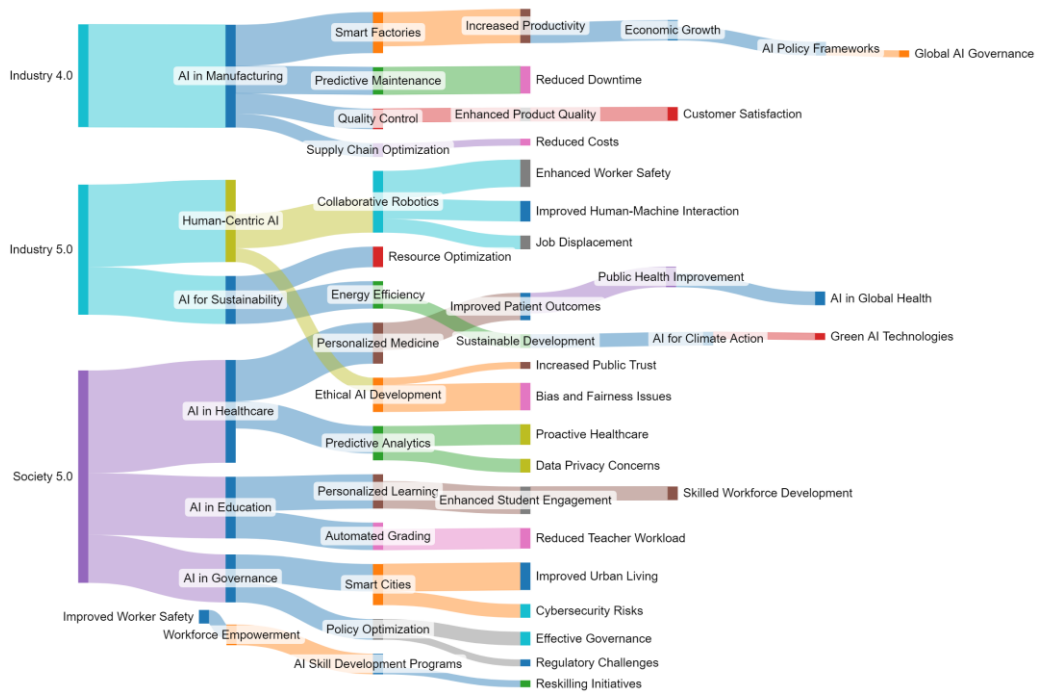 Industry 4.0
AI in Manufacturing
Smart Factories
Increased Productivity
Economic Growth
AI Policy Frameworks
Global AI Governance
Predictive Maintenance
Reduced Downtime
Quality Control
Enhanced Product Quality
Customer Satisfaction
Supply Chain Optimization
Reduced Costs
Industry 5.0
Human-Centric AI
Collaborative Robotics
Enhanced Worker Safety
Improved Human-Machine Interaction
Job Displacement
AI for Sustainability
Resource Optimization
Energy Efficiency
Improved Patient Outcomes
Public Health Improvement
AI in Global Health
Personalized Medicine
Sustainable Development
AI for Climate Action
Green AI Technologies
Ethical AI Development
Increased Public Trust
Bias and Fairness Issues
Society 5.0
AI in Healthcare
Predictive Analytics
Proactive Healthcare
Data Privacy Concerns
AI in Education
Personalized Learning
Enhanced Student Engagement
Skilled Workforce Development
Automated Grading
Reduced Teacher Workload
AI in Governance
Smart Cities
Improved Urban Living
Cybersecurity Risks
Improved Worker Safety
Workforce Empowerment
Policy Optimization
Effective Governance
Regulatory Challenges
AI Skill Development Programs
Reskilling Initiatives